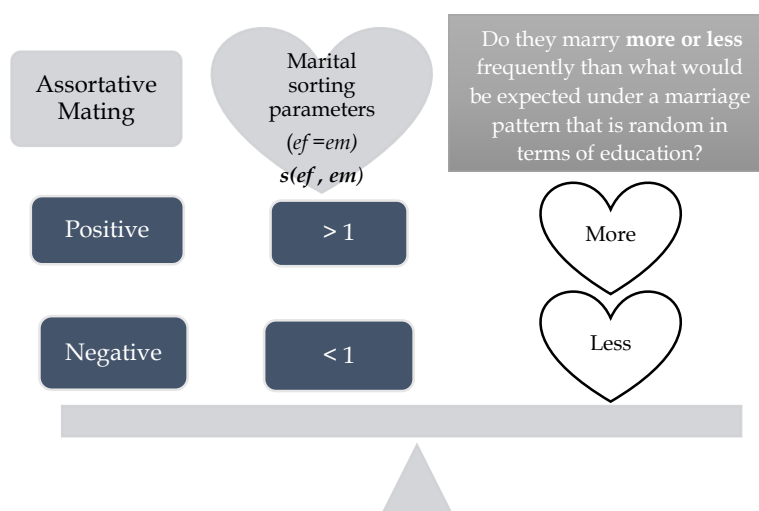 Assortative
Mating
Marital
sorting
parameters
(ef =em)
s(ef , em)
Do they marry more or less
frequently than what would
be expected under a marriage
pattern that is random in
terms of education?
Positive
> 1
More
Negative
< 1
Less